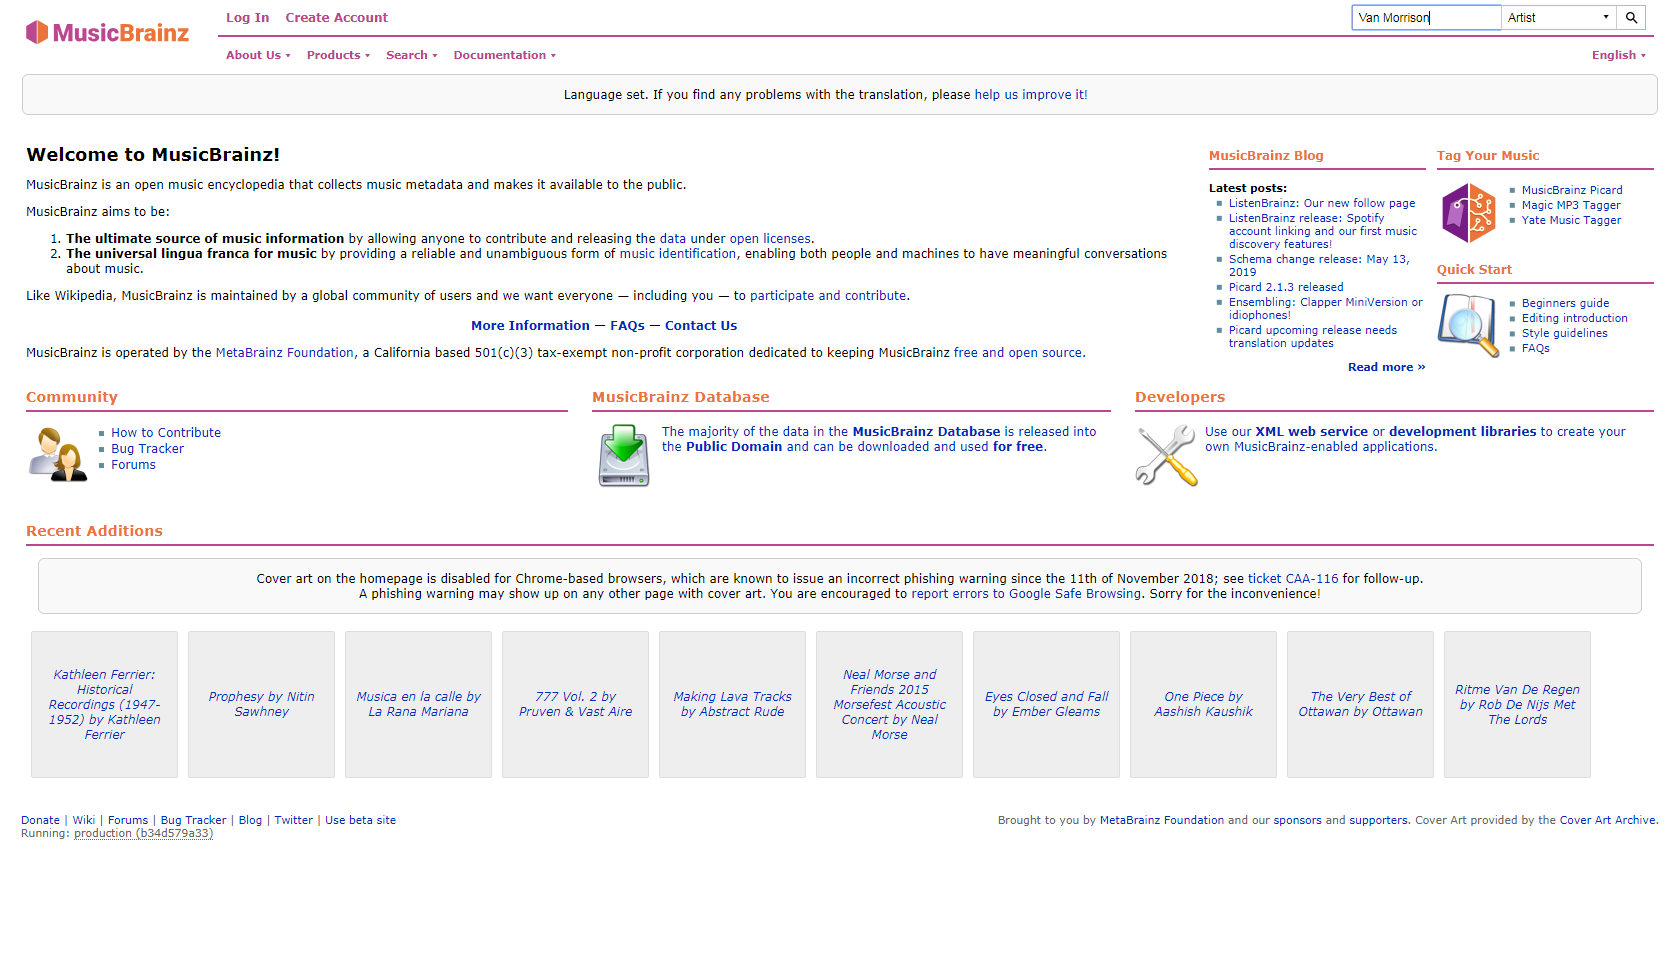 MusicBrainz
Log In Create Account
Van Morrison Artist
About Us Products Search Documentation English
Language set. If you find any problems with the translation, please help us improve it!
Welcome to MusicBrainz!
MusicBrainz is an open music encyclopedia that collects music metadata and makes it available to the public.
MusicBrainz aims to be:
1. The ultimate source of music information by allowing anyone to contribute and releasing the data under open licenses.
2. The universal lingua franca for music by providing a reliable and unambiguous form of music identification, enabling both people and machines to have meaningful conversations
about music.
Like Wikipedia, MusicBrainz is maintained by a global community of users and we want everyone — including you — to participate and contribute.
More Information — FAQs — Contact Us
MusicBrainz is operated by the MetaBrainz Foundation, a California based 501(c)(3) tax-exempt non-profit corporation dedicated to keeping MusicBrainz free and open source.
MusicBrainz Blog
Latest posts:
ListenBrainz: Our new follow page
ListenBrainz release: Spotify
account linking and our first music
discovery features!
Schema change release: May 13,
2019
Picard 2.1.3 released
Ensembling: Clapper MiniVersion or
idiophones!
Picard upcoming release needs
translation updates
Read more »
Tag Your Music
MusicBrainz Picard
Magic MP3 Tagger
Yate Music Tagger
Quick Start
Beginners guide
Editing introduction
Style guidelines
FAQs
Community
How to Contribute
Bug Tracker
Forums
MusicBrainz Database
The majority of the data in the MusicBrainz Database is released into
the Public Domain and can be downloaded and used for free.
Developers
Use our XML web service or development libraries to create your
own MusicBrainz-enabled applications.
Recent Additions
Cover art on the homepage is disabled for Chrome-based browsers, which are known to issue an incorrect phishing warning since the 11th of November 2018; see ticket CAA-116 for follow-up.
A phishing warning may show up on any other page with cover art. You are encouraged to report errors to Google Safe Browsing. Sorry for the inconvenience!
Kathleen Ferrier:
Historical
Recordings (1947-
1952) by Kathleen
Ferrier
Prophesy by Nitin
Sawhney
Musica en la calle by
La Rana Mariana
777 Vol. 2 by
Pruven & Vast Aire
Making Lava Tracks
by Abstract Rude
Neal Morse and
Friends 2015
Morsefest Acoustic
Concert by Neal
Morse
Eyes Closed and Fall
by Ember Gleams
One Piece by
Aashish Kaushik
The Very Best of
Ottawan by Ottawan
Ritme Van De Regen
by Rob De Nijs Met
The Lords
Donate | Wiki | Forums | Bug Tracker | Blog | Twitter | Use beta site
Running: production (b34d579a33)
Brought to you by MetaBrainz Foundation and our sponsors and supporters. Cover Art provided by the Cover Art Archive.